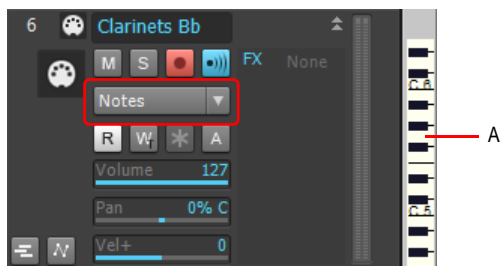 6 Clarinets Bb
M S FX None
C 6
Notes
R W A
A
Volume 127
Pan 0% C
C 5
Vel+ 0